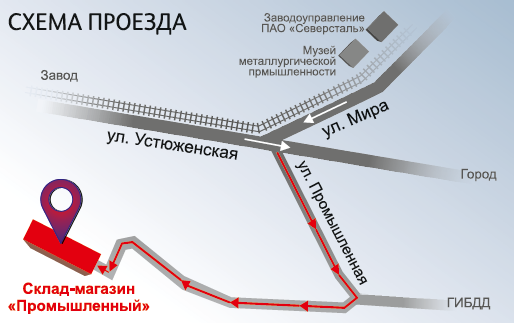 СХЕМА ПРОЕЗДА
Заводоуправление
ПАО «Северсталь»
Музей
металлургической
прмышленности
Завод
ул. Мира
ул. Устюженская
ул. Промышленная
Город
Склад-магазин
«Промышленный»
ГИБДД